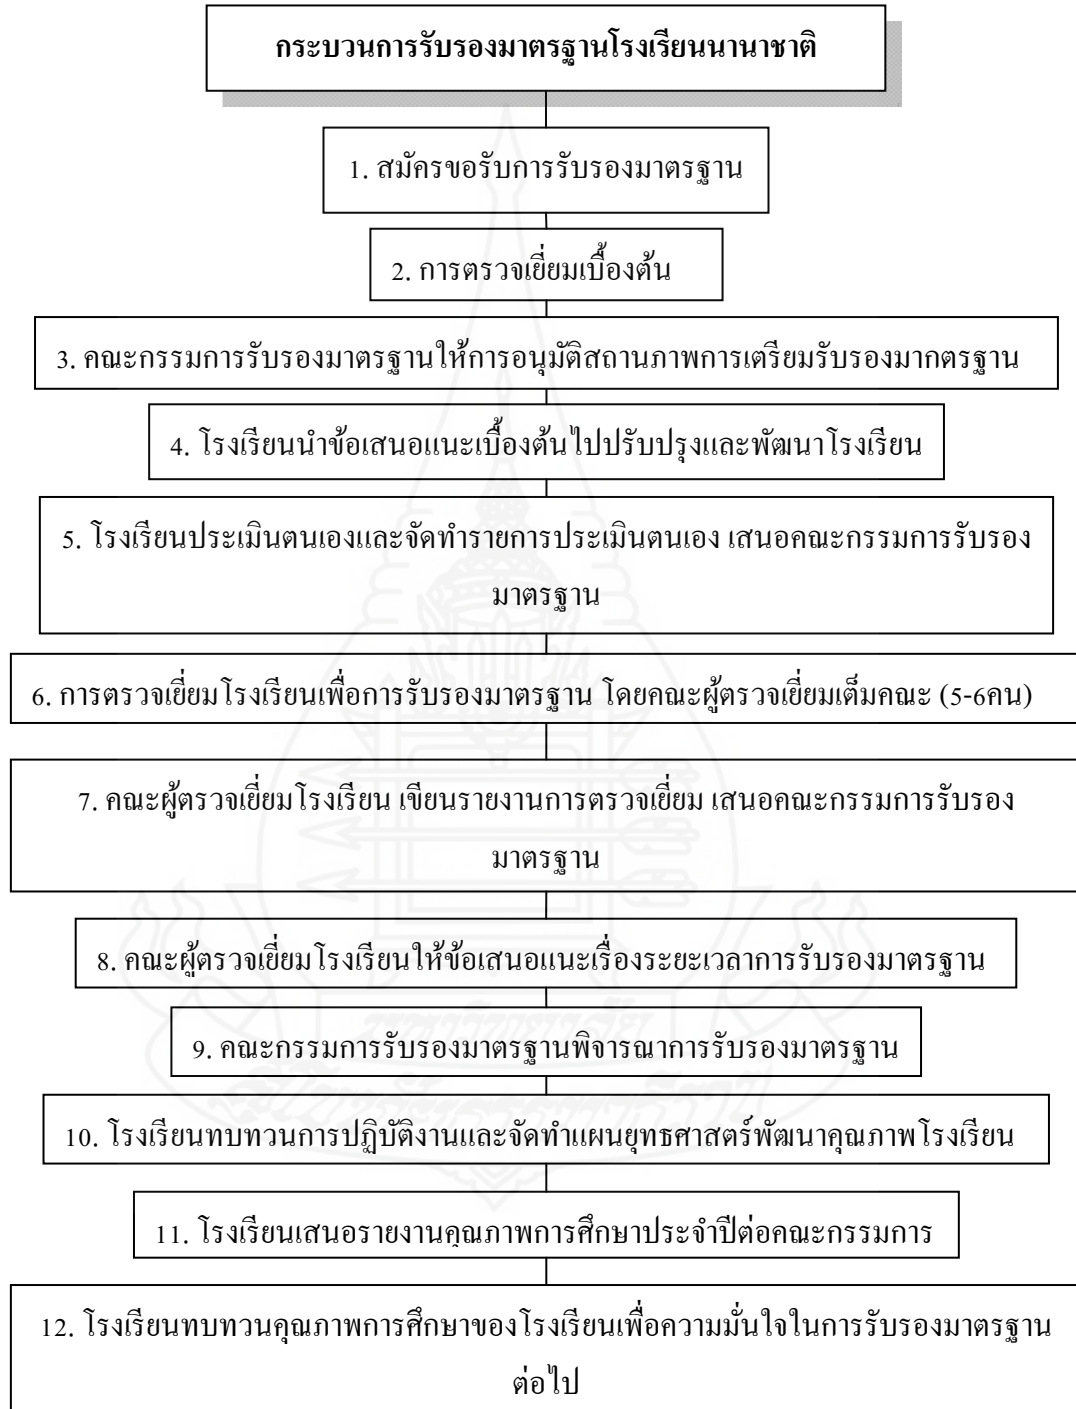 กระบวนการรับรองมาตรฐานโรงเรียนนานาชาติ
1. สมัครขอรับการรับรองมาตรฐาน
2. การตรวจเยี่ยมเบื้องต้น
3. คณะกรรมการรับรองมาตรฐานให้การอนุมัติสถานภาพการเตรียมรับรองมากตรฐาน
4. โรงเรียนนำข้อเสนอแนะเบื้องต้นไปปรับปรุงและพัฒนาโรงเรียน
5. โรงเรียนประเมินตนเองและจัดทำรายการประเมินตนเอง เสนอคณะกรรมการรับรอง
มาตรฐาน
6. การตรวจเยี่ยมโรงเรียนเพื่อการรับรองมาตรฐาน โดยคณะผู้ตรวจเยี่ยมเต็มคณะ (5-6คน)
7. คณะผู้ตรวจเยี่ยมโรงเรียน เขียนรายงานการตรวจเยี่ยม เสนอคณะกรรมการรับรอง
มาตรฐาน
8. คณะผู้ตรวจเยี่ยมโรงเรียนให้ข้อเสนอแนะเรื่องระยะเวลาการรับรองมาตรฐาน
9. คณะกรรมการรับรองมาตรฐานพิจารณาการรับรองมาตรฐาน
10. โรงเรียนทบทวนการปฏิบัติงานและจัดทำแผนยุทธศาสตร์พัฒนาคุณภาพโรงเรียน
11. โรงเรียนเสนอรายงานคุณภาพการศึกษาประจำปีต่อคณะกรรมการ
12. โรงเรียนทบทวนคุณภาพการศึกษาของโรงเรียนเพื่อความมั่นใจในการรับรองมาตรฐาน
ต่อไป